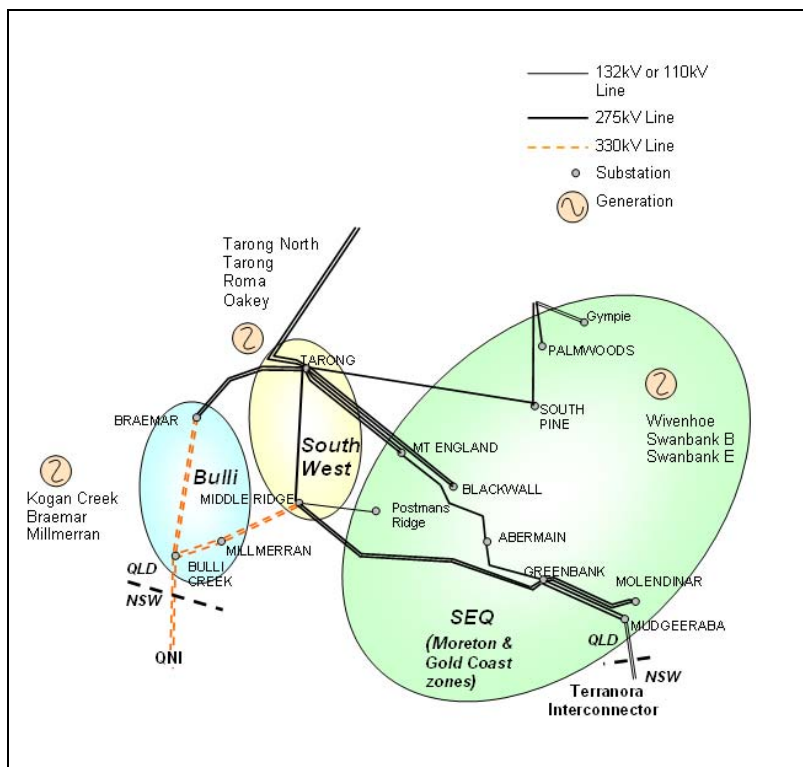 132kV or 110kV
Line
275kV Line
330kV Line
Substation
Generation
Tarong North
Tarong
Roma
Oakey
Gympie
PALMWOODS
TARONG
SOUTH
PINE
Wivenhoe
Swanbank B
Swanbank E
BRAEMAR
South
West
MT ENGLAND
Bulli
BLACKWALL
Kogan Creek
Braemar
Millmerran
MIDDLE RIDGE
Postmans
Ridge
ABERMAIN
MILLMERRAN
BULLI
CREEK
GREENBANK
MOLENDINAR
QLD
NSW
SEQ
(Moreton &
Gold Coast
zones)
MUDGEERABA
QLD
NSW
QNI
Terranora
Interconnector